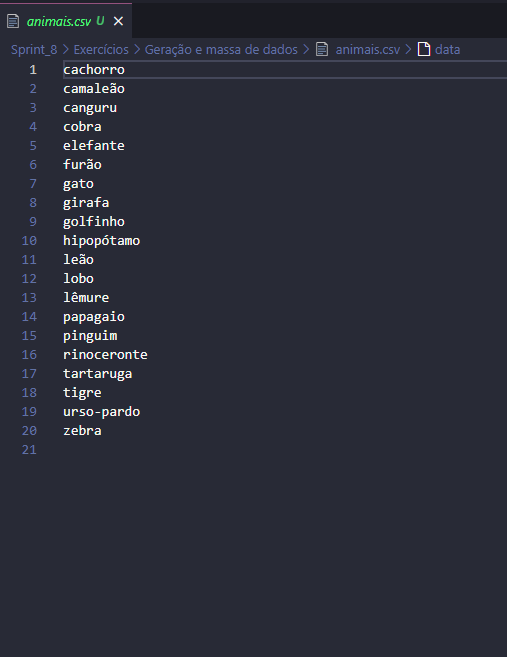 animais.csv U ×
Sprint_8 > Exercícios > Geração e massa de dados > animais.csv > data
1 cachorro
2 camaleão
3 canguru
4 cobra
5 elefante
6 furão
7 gato
8 girafa
9 golfinho
10 hipopótamo
11 leão
12 lobo
13 lêmure
14 papagaio
15 pinguim
16 rinoceronte
17 tartaruga
18 tigre
19 urso-pardo
20 zebra
21